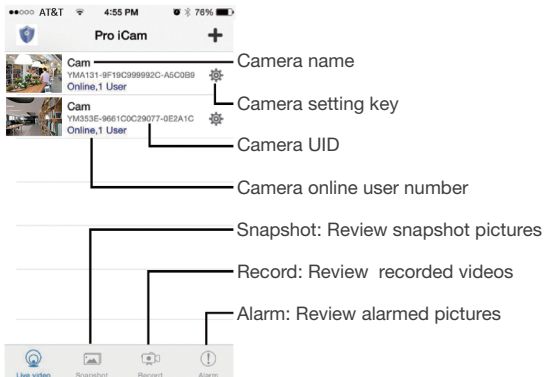 AT&T 4:55 PM 76%
Pro iCam +
Cam
YMA131-9F19C999992C-A5C0B9
Online,1 User
Cam
YM353E-9661C0C29077-0E2A1C
Online,1 User
Camera name
Camera setting key
Camera UID
Camera online user number
Snapshot: Review snapshot pictures
Record: Review recorded videos
Alarm: Review alarmed pictures
Live video Snapshot Record Alarm